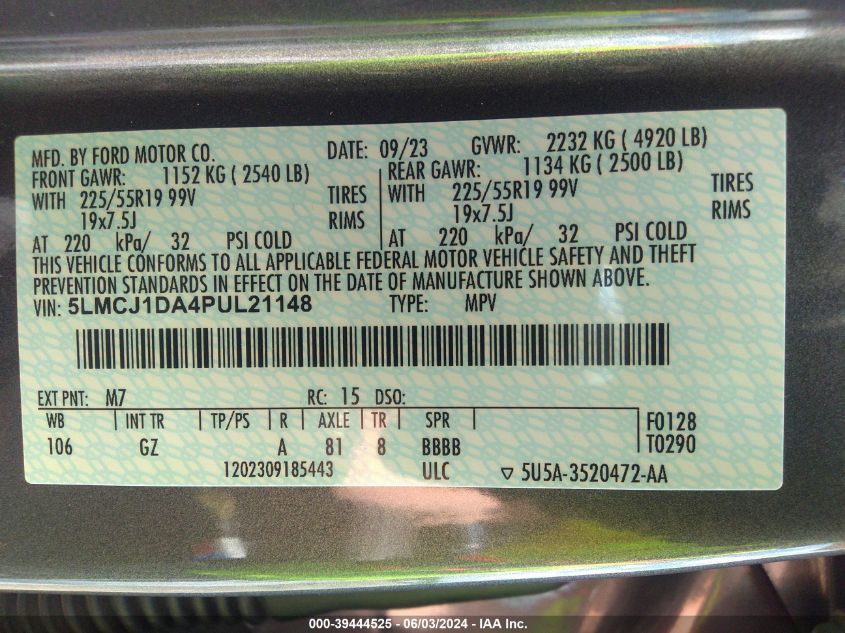 MFD. BY FORD MOTOR CO. DATE: 09/23 GVWR: 2232 KG ( 4920 LB)
FRONT GAWR: 1152 KG ( 2540 LB) REAR GAWR: 1134 KG ( 2500 LB)
WITH 225/55R19 99V TIRES WITH 225/55R19 99V TIRES
19x7.5J RIMS 19x7.5J RIMS
AT 220 kPa/ 32 PSI COLD AT 220 kPa/ 32 PSI COLD
THIS VEHICLE CONFORMS TO ALL APPLICABLE FEDERAL MOTOR VEHICLE SAFETY AND THEFT
PREVENTION STANDARDS IN EFFECT ON THE DATE OF MANUFACTURE SHOWN ABOVE.
VIN: 5LMCJ1DA4PUL21148 TYPE: MPV
EXT PNT: M7 RC: 15 DSO:
WB INT TR TP/PS R AXLE TR SPR F0128
106 GZ A 81 8 BBBB T0290
1202309185443 ULC ▽ 5U5A-3520472-AA
000-39444525 - 06/03/2024 - IAA Inc.